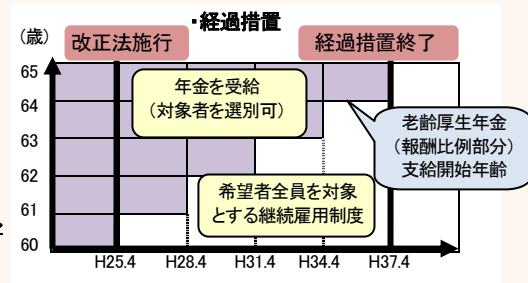 ・経過措置
(歳)
改正法施行
経過措置終了
65
64
63
62
61
60
年金を受給
(対象者を選別可)
老齢厚生年金
(報酬比例部分)
支給開始年齢
希望者全員を対象
とする継続雇用制度
H25.4 H28.4 H31.4 H34.4 H37.4